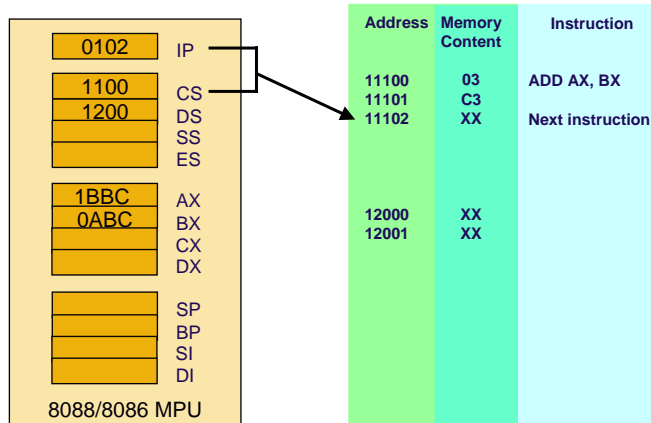 0102 IP
1100 CS
1200 DS
SS
ES
1BBC AX
0ABC BX
CX
DX
SP
BP
SI
DI
8088/8086 MPU
Address Memory Content Instruction
11100 03 ADD AX, BX
11101 C3
11102 XX Next instruction
12000 XX
12001 XX